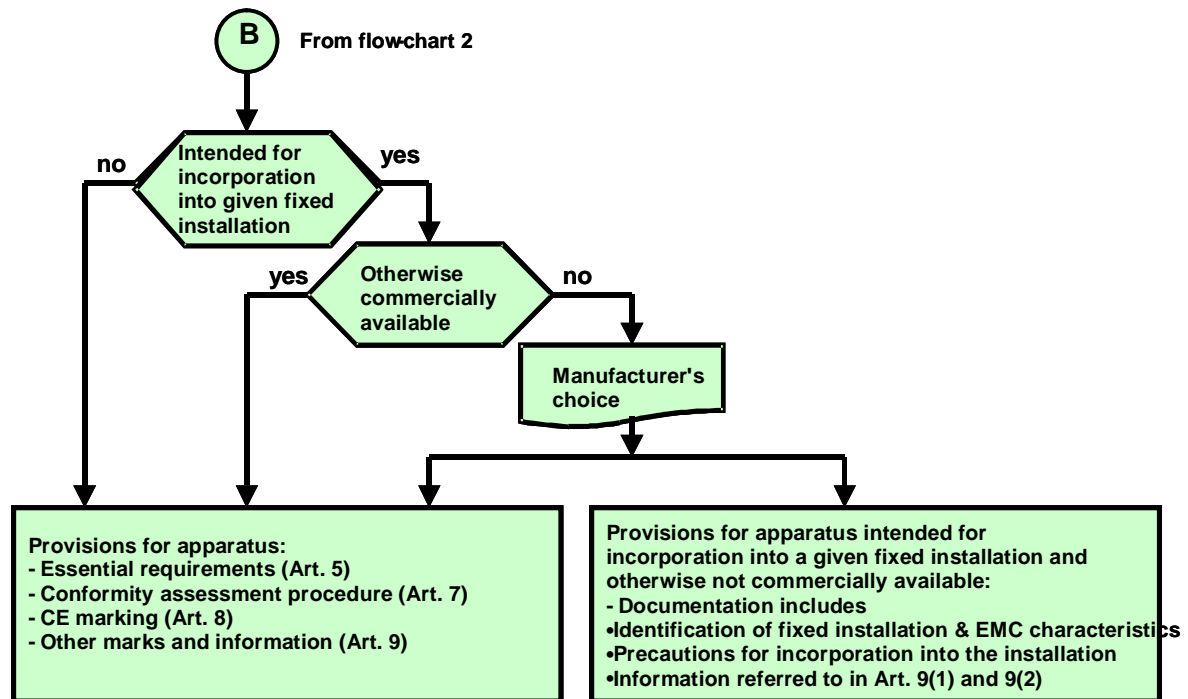 B
From flow-chart 2
no
yes
Intended for
incorporation
into given fixed
installation
yes
no
Otherwise
commercially
available
Manufacturer's
choice
Provisions for apparatus:
- Essential requirements (Art. 5)
- Conformity assessment procedure (Art. 7)
- CE marking (Art. 8)
- Other marks and information (Art. 9)
Provisions for apparatus intended for
incorporation into a given fixed installation and
otherwise not commercially available:
- Documentation includes
•Identification of fixed installation & EMC characteristics
•Precautions for incorporation into the installation
•Information referred to in Art. 9(1) and 9(2)